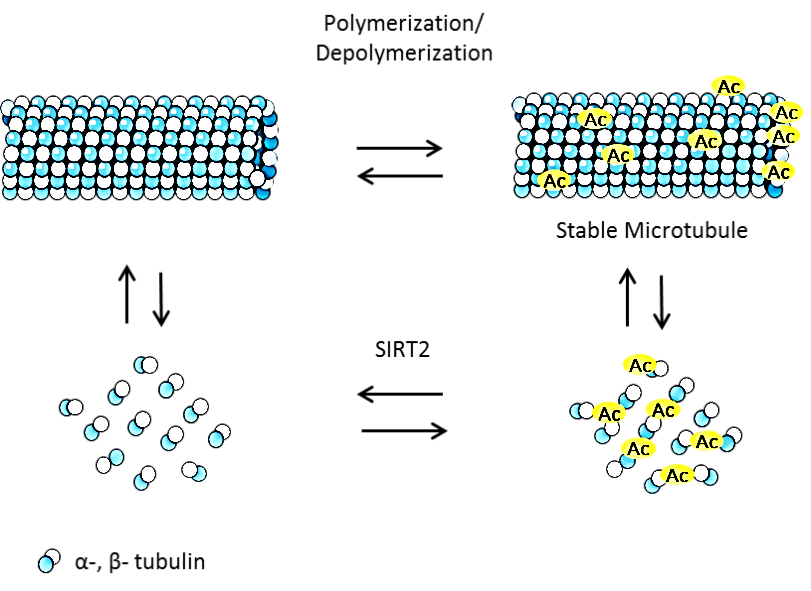 Polymerization/
Depolymerization
Ac
Ac
Ac
Ac
Ac
Ac
Ac
Ac
Stable Microtubule
SIRT2
Ac
Ac
Ac
Ac
Ac
Ac
α-, β- tubulin